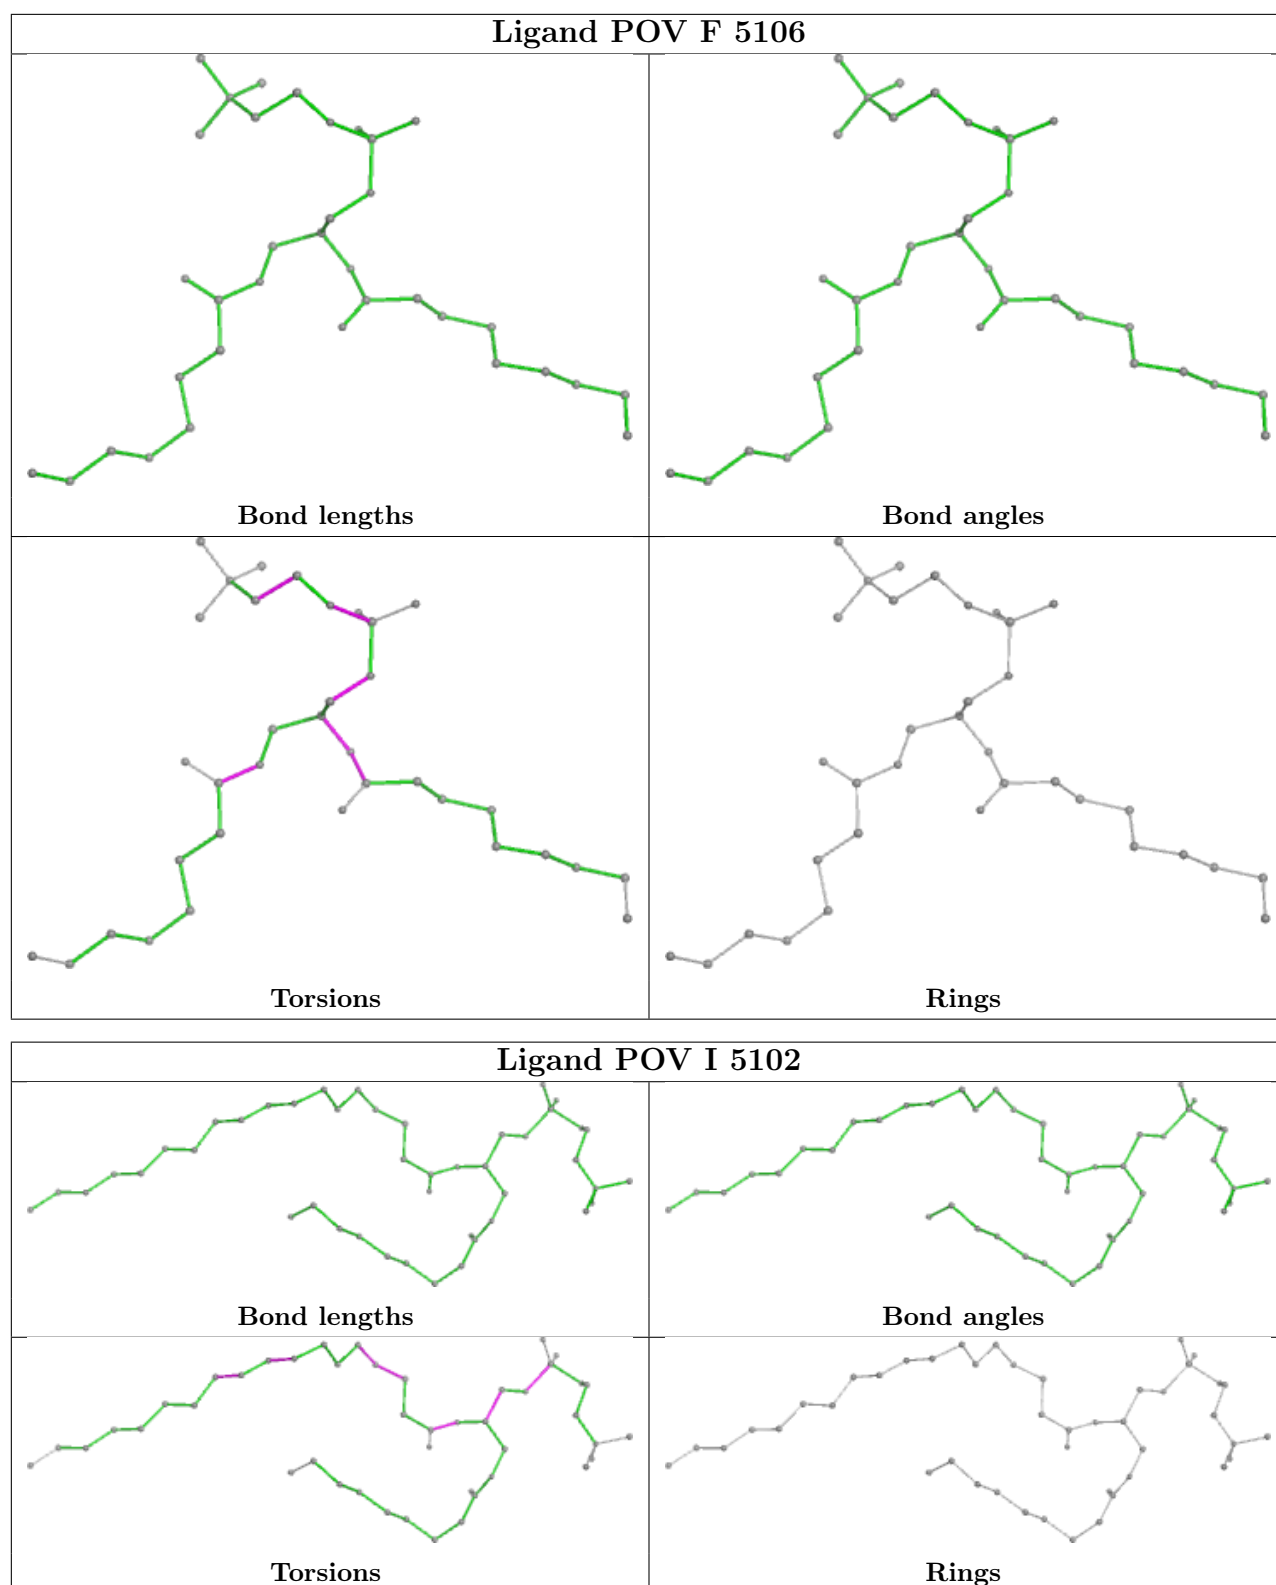 Ligand POV F 5106
Bond lengths
Bond angles
Torsions
Rings
Ligand POV I 5102
Bond lengths
Bond angles
Torsions
Rings